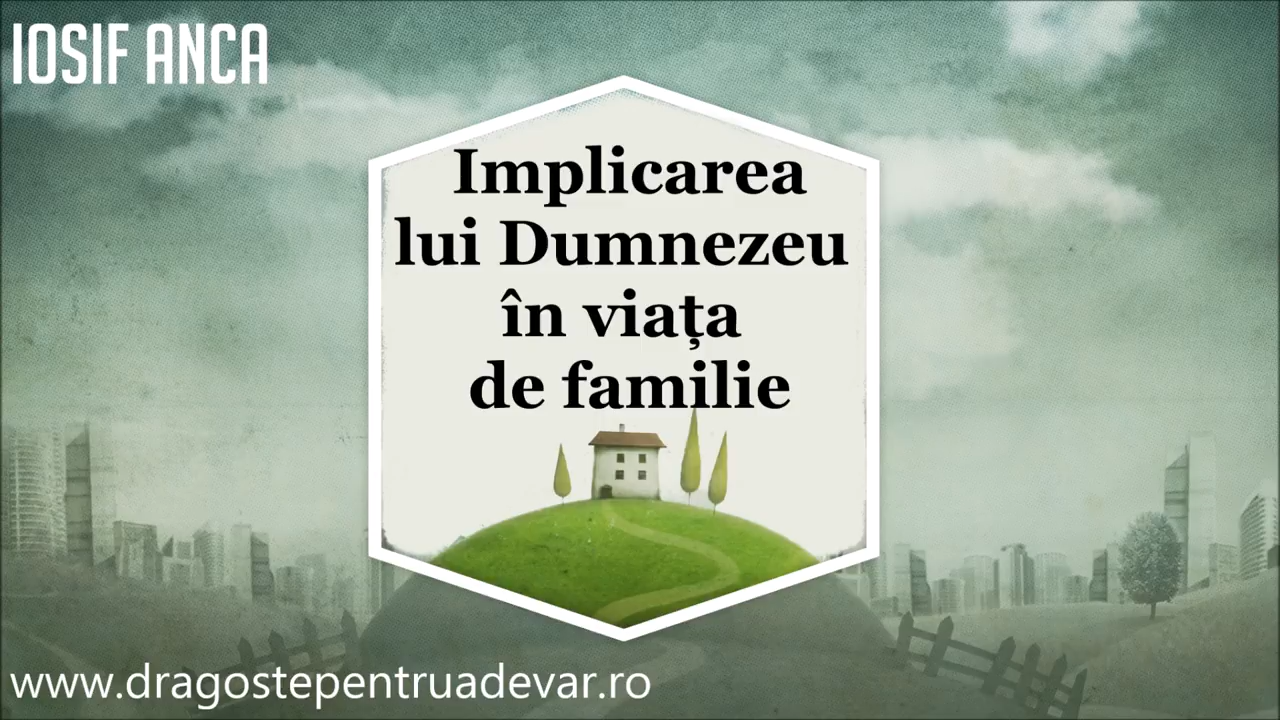 IOSIF ANCA
Implicarea
lui Dumnezeu
în viața
de familie
www.dragostepentruadevar.ro